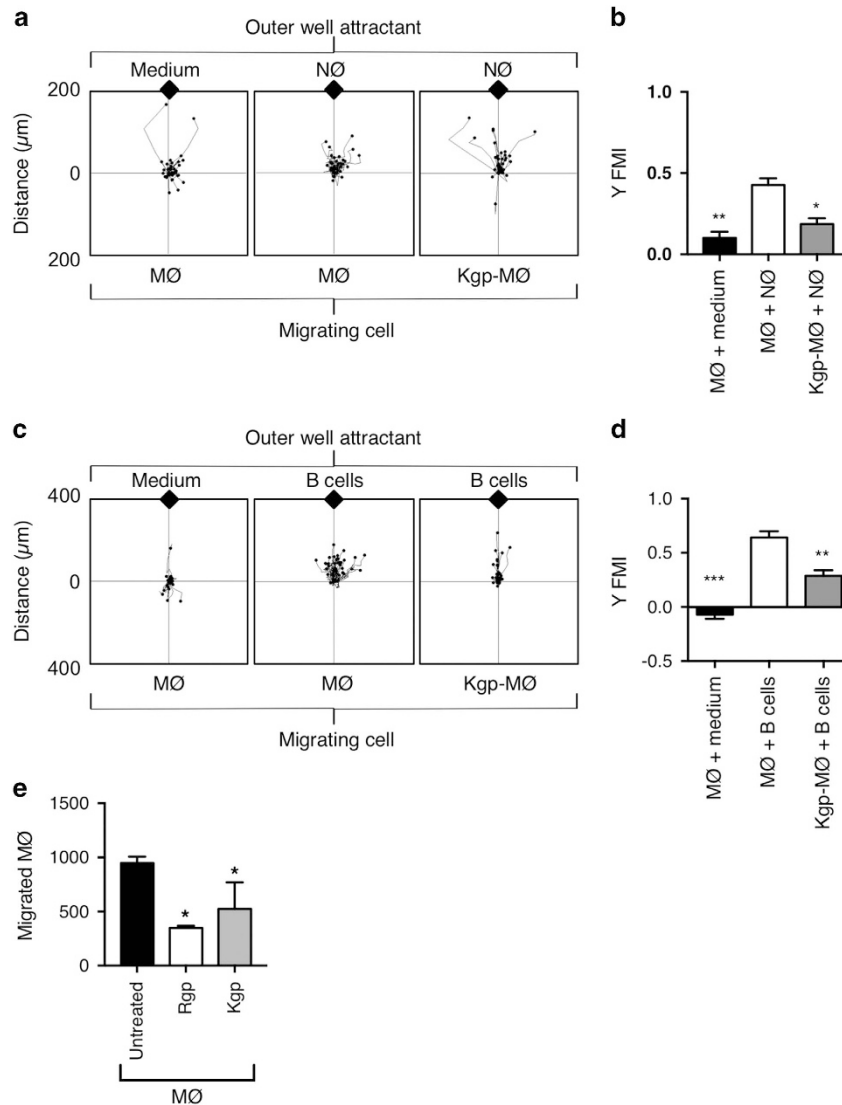 a
Outer well attractant
Medium NØ NØ
200
0
200
Distance (µm)
MØ MØ Kgp-MØ
Migrating cell
b
1.0
0.5
0.0
Y FMI
** *
MØ + medium
MØ + NØ
Kgp-MØ + NØ
c
Outer well attractant
Medium B cells B cells
400
0
400
Distance (µm)
MØ MØ Kgp-MØ
Migrating cell
d
1.0
0.5
0.0
-0.5
Y FMI
*** **
MØ + medium
MØ + B cells
Kgp-MØ + B cells
e
1500
1000
500
0
Migrated MØ
* *
Untreated
Rgp
Kgp
MØ